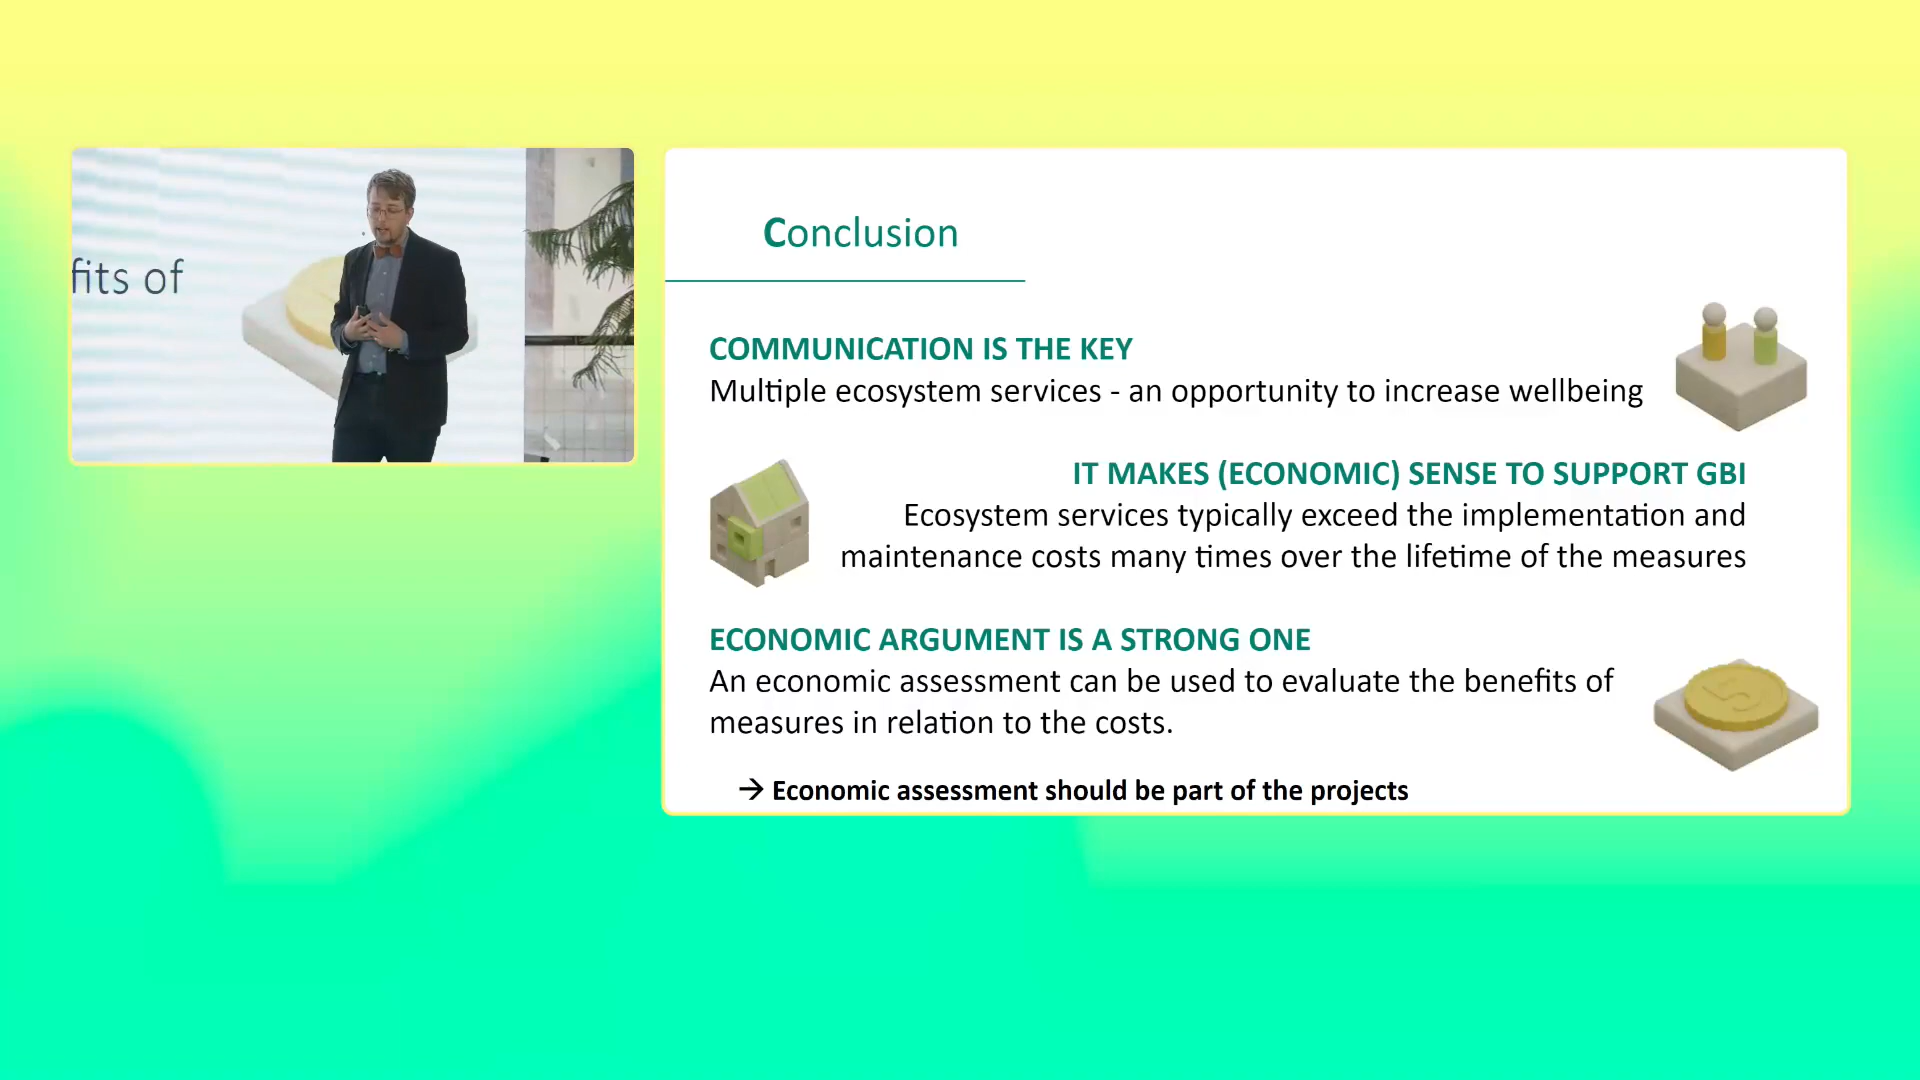 fits of
Conclusion
COMMUNICATION IS THE KEY
Multiple ecosystem services - an opportunity to increase wellbeing
IT MAKES (ECONOMIC) SENSE TO SUPPORT GBI
Ecosystem services typically exceed the implementation and
maintenance costs many times over the lifetime of the measures
ECONOMIC ARGUMENT IS A STRONG ONE
An economic assessment can be used to evaluate the benefits of
measures in relation to the costs.
→ Economic assessment should be part of the projects
5